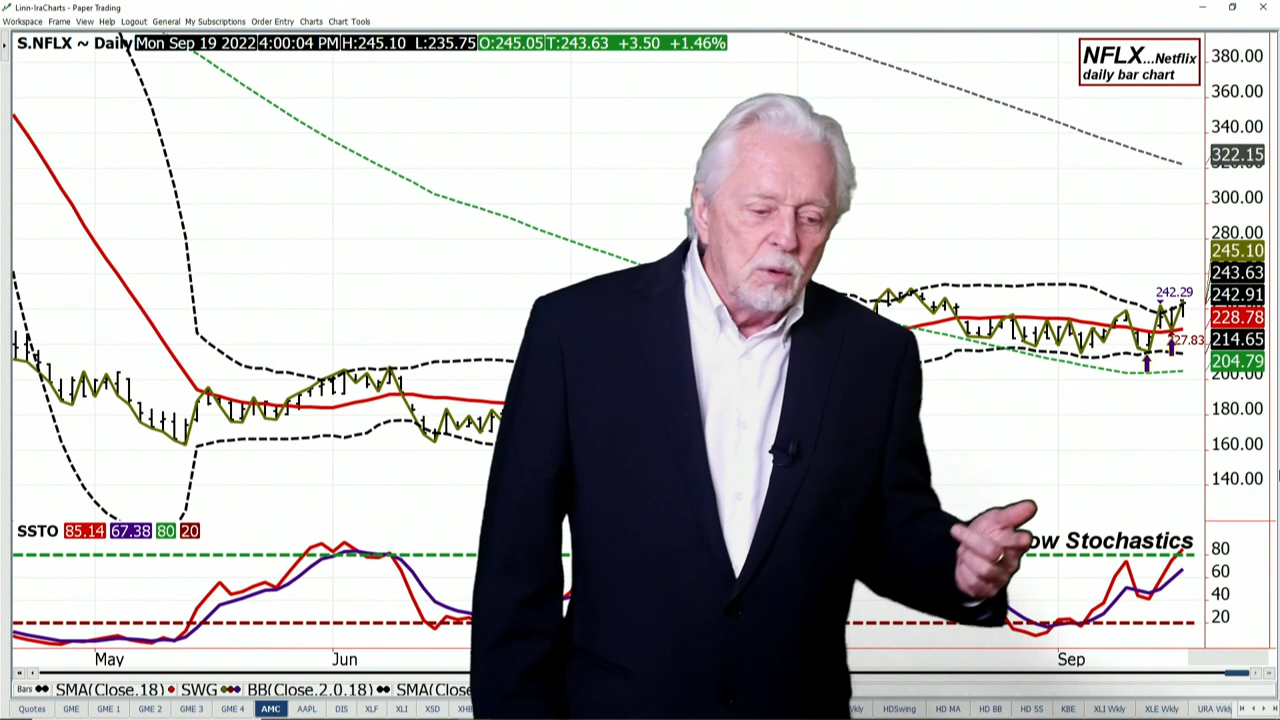 Linn-IraCharts - Paper Trading
Workspace Frame View Help Logout General My Subscriptions Order Entry Charts Chart Tools
S.NFLX ~ Daily Mon Sep 19 2022 4:00:04 PM H:245.10 L:235.75 O:245.05 T:243.63 +3.50 +1.46%
NFLX...Netflix
daily bar chart
380.00
360.00
340.00
322.15
300.00
280.00
245.10
243.63
242.29
242.91
228.78
27.83
214.65
204.79
200.00
180.00
160.00
140.00
SSTO 85.14 67.38 80 20
ow Stochastics
80
60
40
20
May Jun Sep
Bars SMA(Close,18) SWG BB(Close,2.0,18) SMA(Close
Quotes GME GME 1 GME 2 GME 3 GME 4 AMC AAPL DIS XLF XLI XSD XHB HDSwing HD MA HD BB HD SS KBE XLI Wkly XLE Wkly URA Wkly